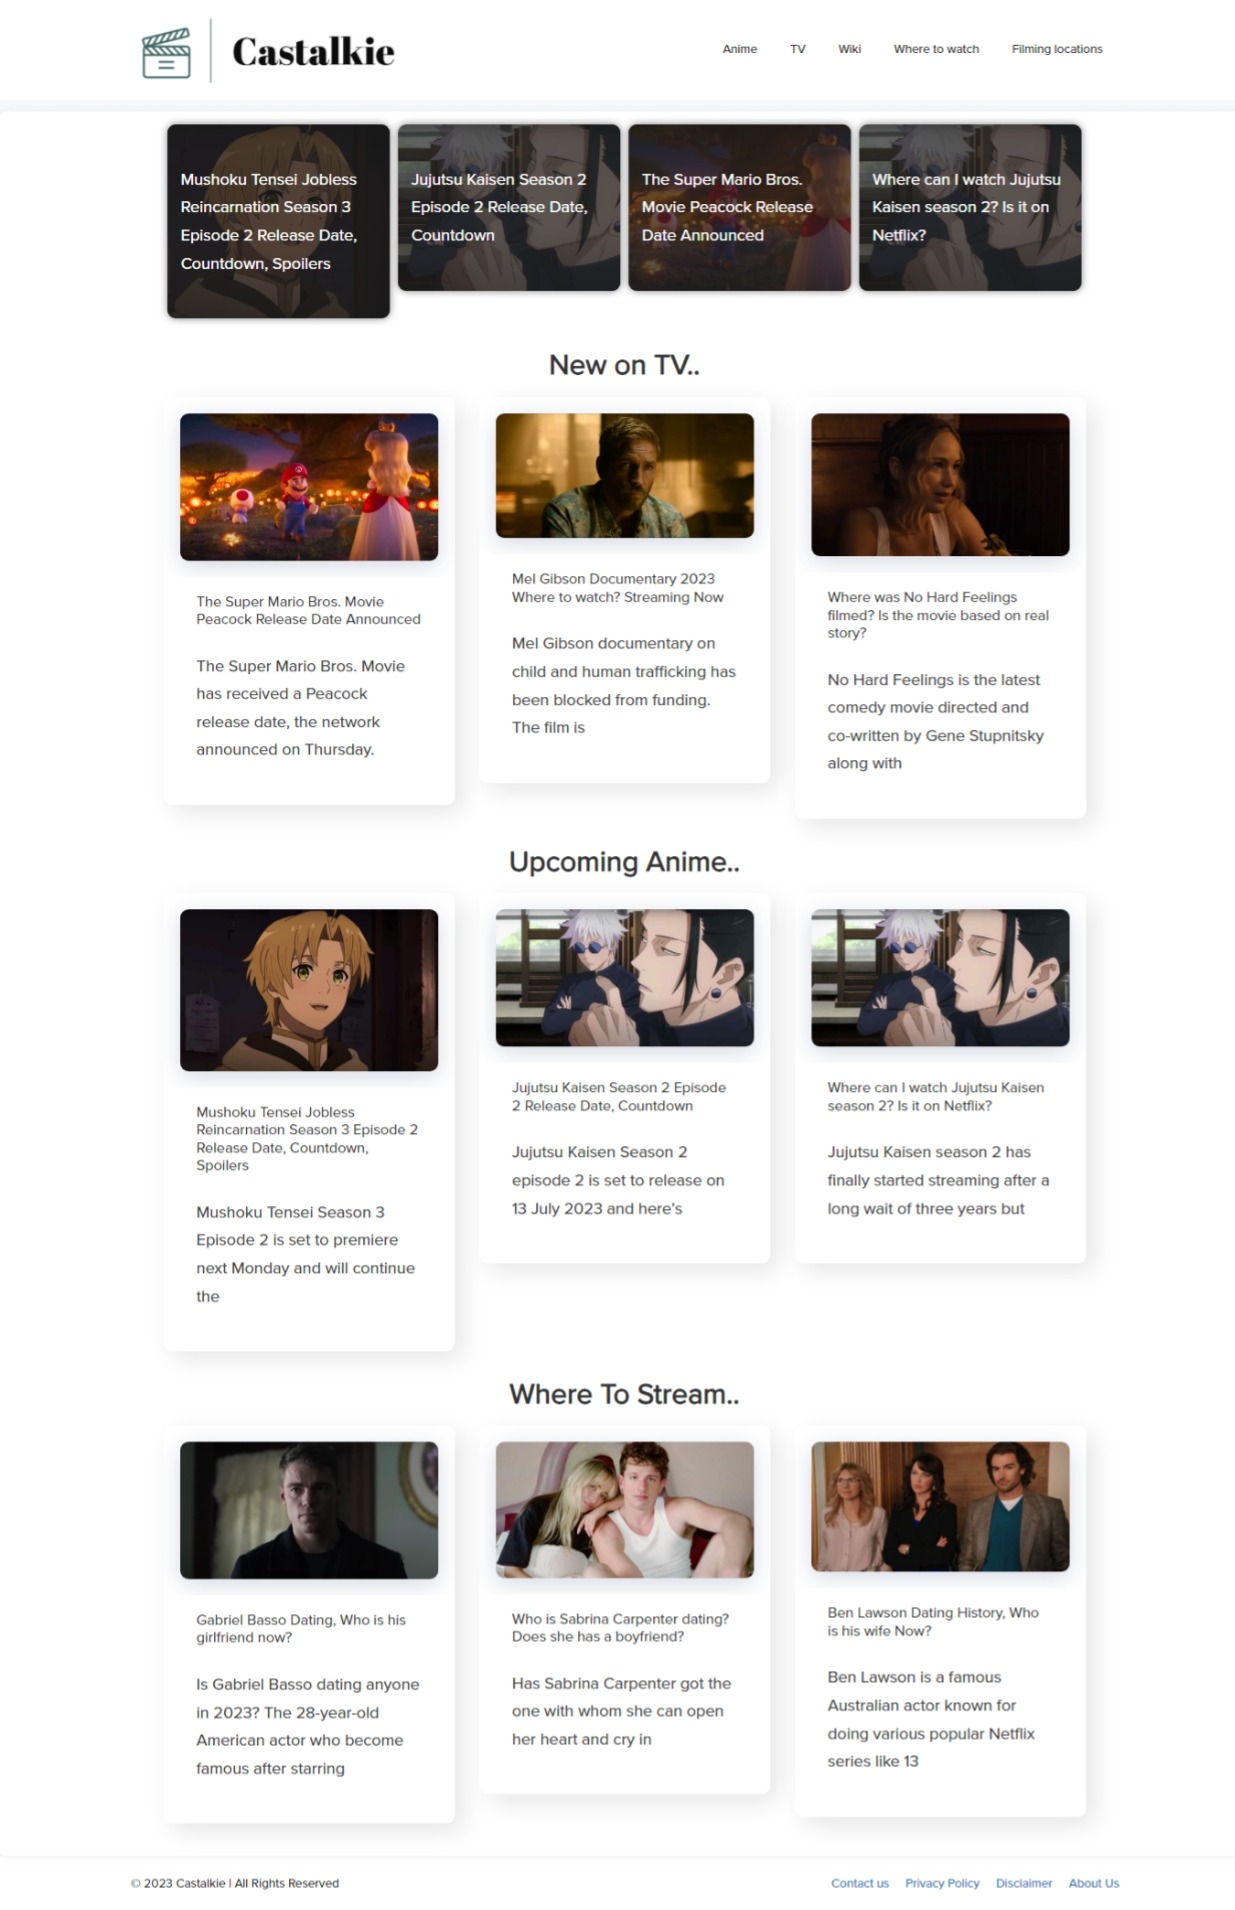 Castalkie
Anime
TV
Wiki
Where to watch
Filming locations
Mushoku Tensei Jobless
Reincarnation Season 3
Episode 2 Release Date,
Countdown, Spoilers
Jujutsu Kaisen Season 2
Episode 2 Release Date,
Countdown
The Super Mario Bros.
Movie Peacock Release
Date Announced
Where can I watch Jujutsu
Kaisen season 2? Is it on
Netflix?
New on TV..
The Super Mario Bros. Movie
Peacock Release Date Announced
The Super Mario Bros. Movie
has received a Peacock
release date, the network
announced on Thursday.
Mel Gibson Documentary 2023
Where to watch? Streaming Now
Mel Gibson documentary on
child and human trafficking has
been blocked from funding.
The film is
Where was No Hard Feelings
filmed? Is the movie based on real
story?
No Hard Feelings is the latest
comedy movie directed and
co-written by Gene Stupnitsky
along with
Upcoming Anime..
Mushoku Tensei Jobless
Reincarnation Season 3 Episode 2
Release Date, Countdown,
Spoilers
Mushoku Tensei Season 3
Episode 2 is set to premiere
next Monday and will continue
the
Jujutsu Kaisen Season 2 Episode
2 Release Date, Countdown
Jujutsu Kaisen Season 2
episode 2 is set to release on
13 July 2023 and here's
Where can I watch Jujutsu Kaisen
season 2? Is it on Netflix?
Jujutsu Kaisen season 2 has
finally started streaming after a
long wait of three years but
Where To Stream..
Gabriel Basso Dating, Who is his
girlfriend now?
Is Gabriel Basso dating anyone
in 2023? The 28-year-old
American actor who become
famous after starring
Who is Sabrina Carpenter dating?
Does she has a boyfriend?
Has Sabrina Carpenter got the
one with whom she can open
her heart and cry in
Ben Lawson Dating History, Who
is his wife Now?
Ben Lawson is a famous
Australian actor known for
doing various popular Netflix
series like 13
© 2023 Castalkie | All Rights Reserved
Contact us
Privacy Policy
Disclaimer
About Us